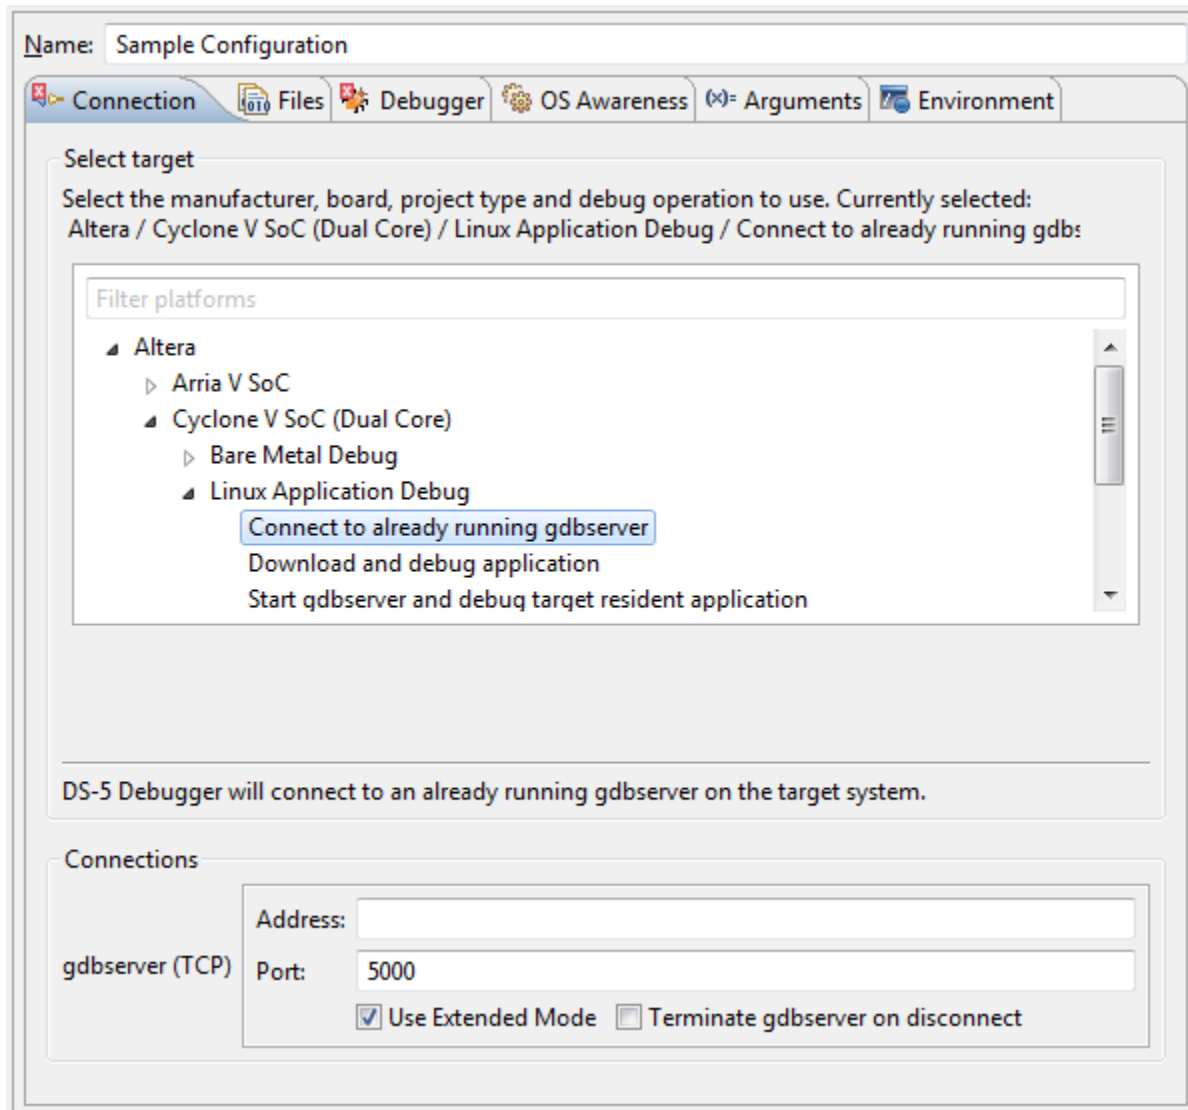 Name: Sample Configuration
Connection Files Debugger OS Awareness (x)= Arguments Environment
Select target
Select the manufacturer, board, project type and debug operation to use. Currently selected:
Altera / Cyclone V SoC (Dual Core) / Linux Application Debug / Connect to already running gdbs
Filter platforms
Altera
Arria V SoC
Cyclone V SoC (Dual Core)
Bare Metal Debug
Linux Application Debug
Connect to already running gdbserver
Download and debug application
Start gdbserver and debug target resident application
DS-5 Debugger will connect to an already running gdbserver on the target system.
Connections
Address:
gdbserver (TCP) Port: 5000
Use Extended Mode Terminate gdbserver on disconnect